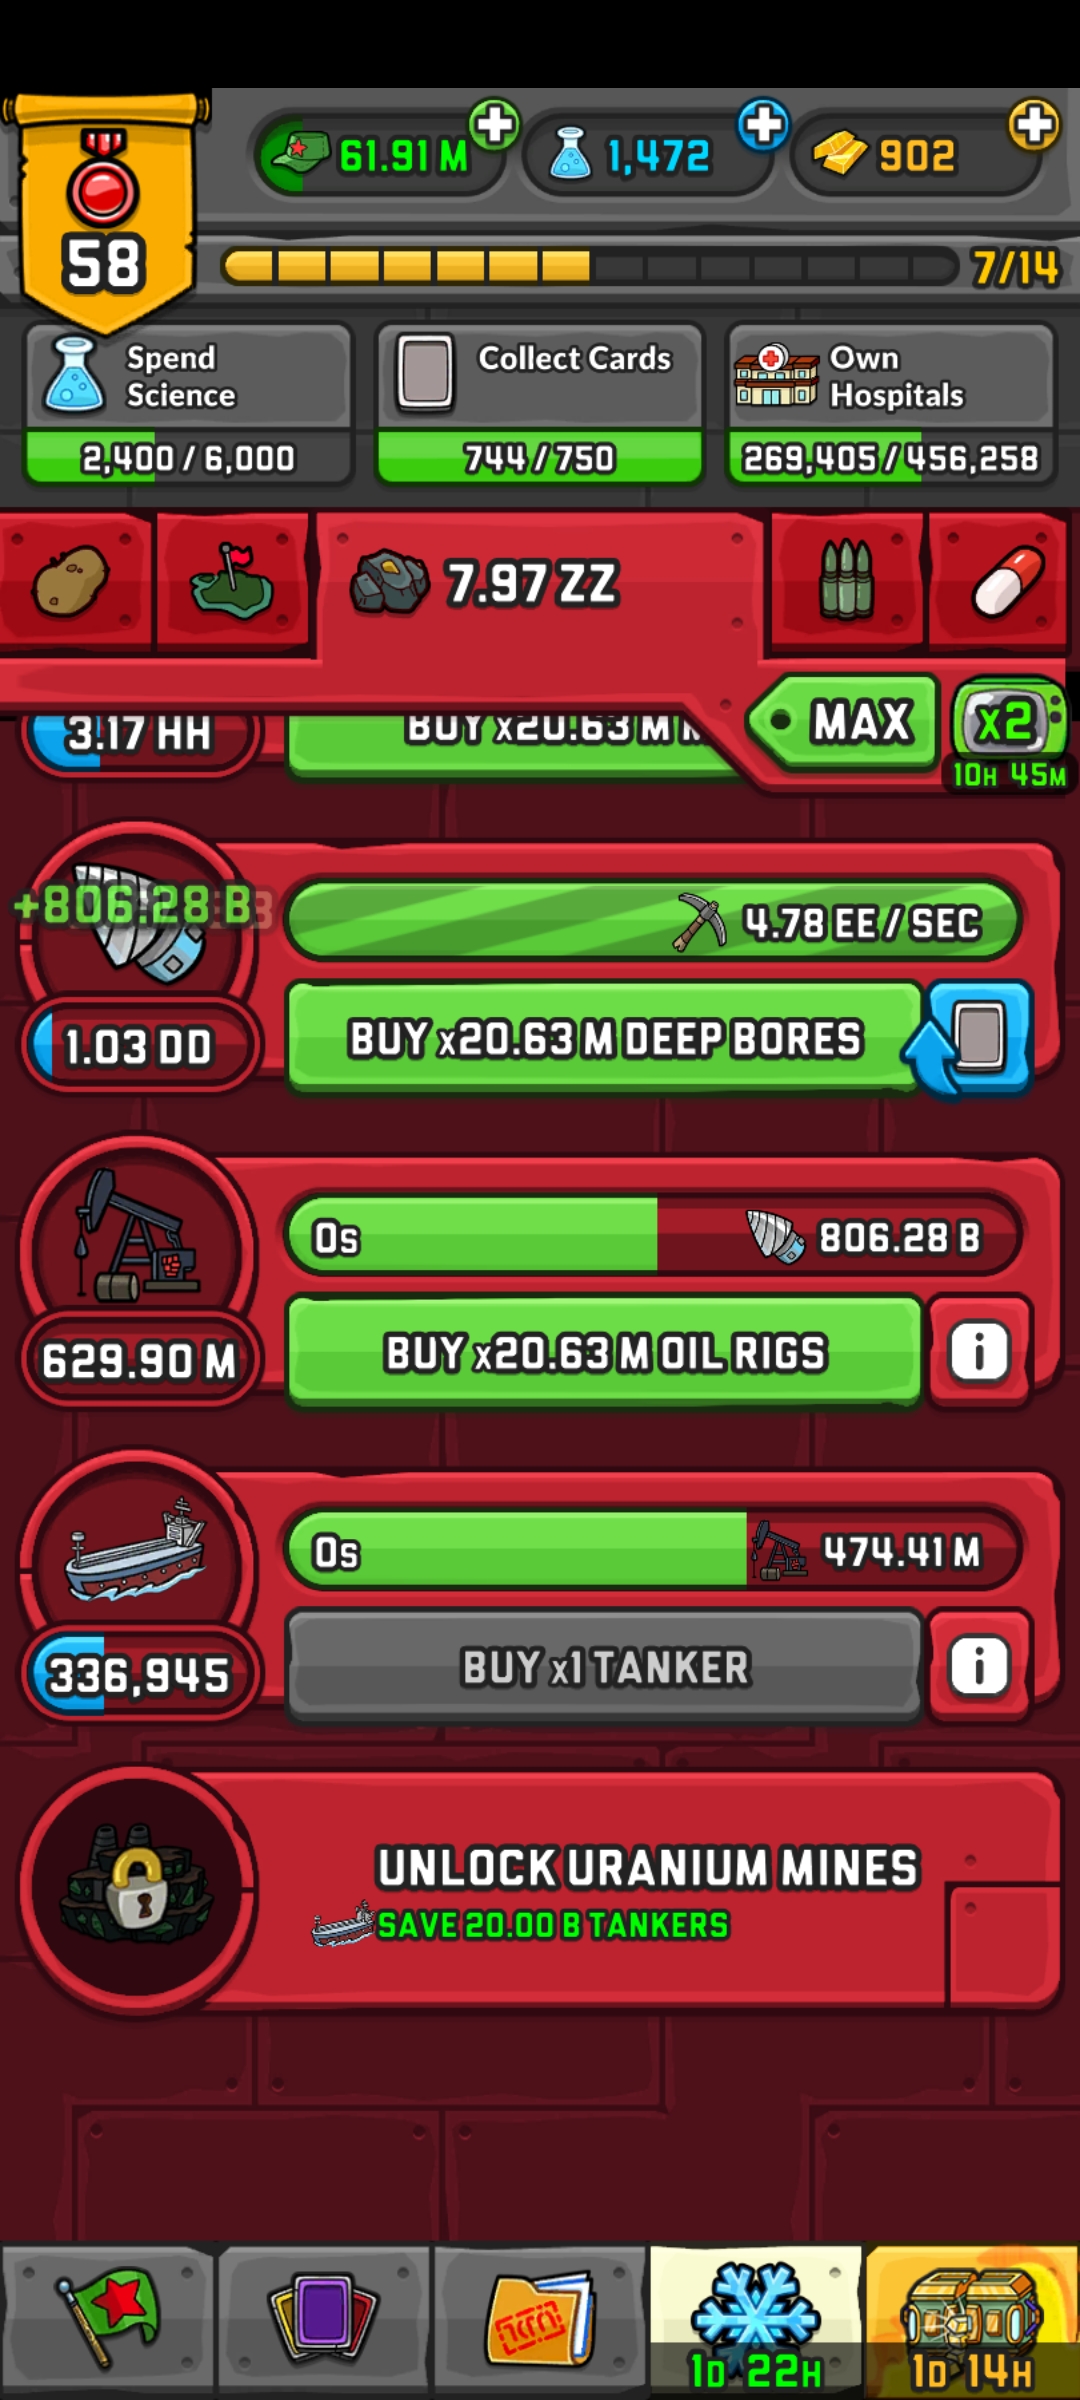 61.91 M
1,472
902
58
7/14
Spend
Science
Collect Cards
Own
Hospitals
2,400 / 6,000
744 / 750
269,405 / 456,258
7.97 ZZ
MAX
x2
10H 45M
3.17 HH
BUY x20.63 M
+806.28 B
4.78 EE / SEC
1.03 DD
BUY x20.63 M DEEP BORES
0s
806.28 B
629.90 M
BUY x20.63 M OIL RIGS
i
0s
474.41 M
336,945
BUY x1 TANKER
i
UNLOCK URANIUM MINES
SAVE 20.00 B TANKERS
1D 22H
1D 14H